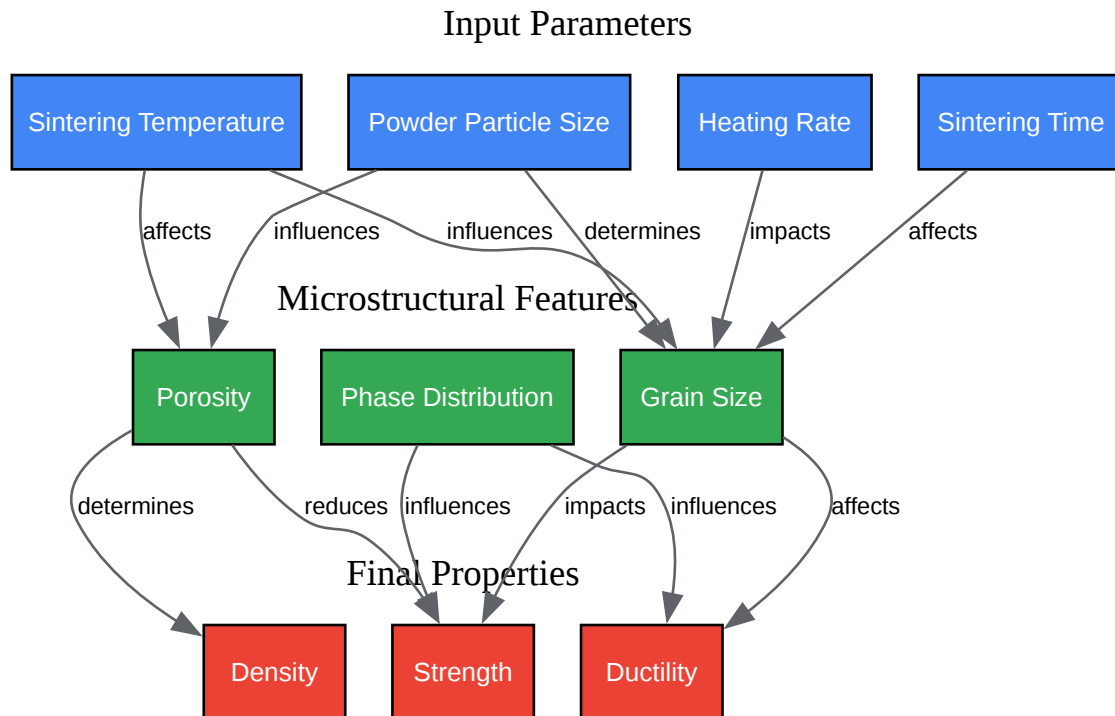 Input Parameters
Sintering Temperature
Powder Particle Size
Heating Rate
Sintering Time
affects
influences
influences
determines
impacts
affects
Microstructural Features
Porosity
Phase Distribution
Grain Size
determines
reduces
influences
impacts
influences
affects
Final Properties
Density
Strength
Ductility